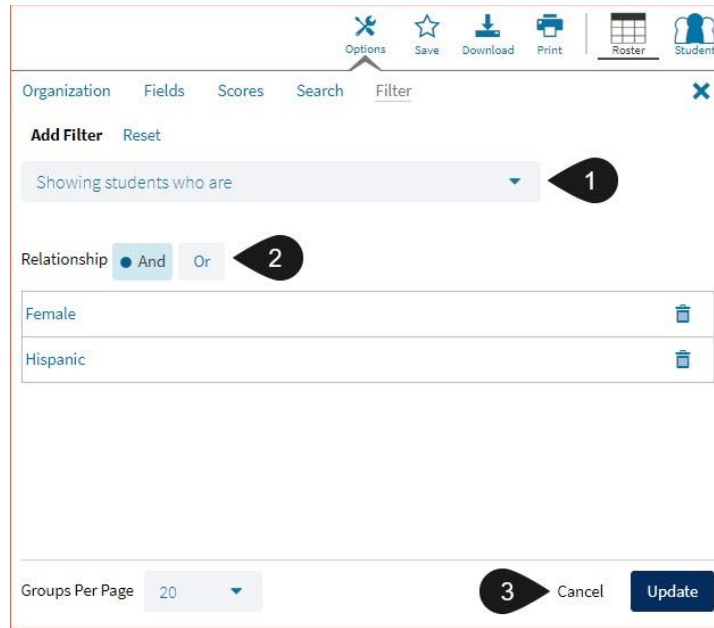 Options Save Download Print Roster Student
Organization Fields Scores Search Filter
Add Filter Reset
Showing students who are
1
Relationship And Or
2
Female
Hispanic
Groups Per Page 20
3
Cancel Update